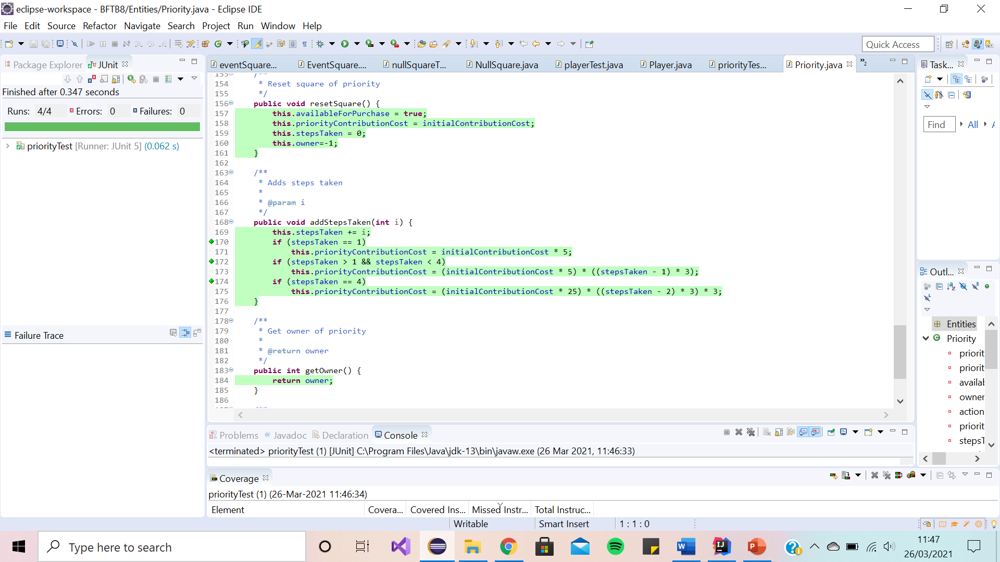 eclipse-workspace - BFTB8/Entities/Priority.java - Eclipse IDE
File Edit Source Refactor Navigate Search Project Run Window Help
Quick Access
Package Explorer JUnit
eventSquare... EventSquare.... nullSquareT... NullSquare.java playerTest.java Player.java priorityTes... Priority.java »2
Task...
Finished after 0.347 seconds
Runs: 4/4 Errors: 0 Failures: 0
priorityTest [Runner: JUnit 5] (0.062 s)
Failure Trace
153 /**
154 * Reset square of priority
155 */
156 public void resetSquare() {
157 this.availableForPurchase = true;
158 this.priorityContributionCost = initialContributionCost;
159 this.stepsTaken = 0;
160 this.owner=-1;
161 }
162
163 /**
164 * Adds steps taken
165 *
166 * @param i
167 */
168 public void addStepsTaken(int i) {
169 this.stepsTaken += i;
170 if (stepsTaken == 1)
171 this.priorityContributionCost = initialContributionCost * 5;
172 if (stepsTaken > 1 && stepsTaken < 4)
173 this.priorityContributionCost = (initialContributionCost * 5) * ((stepsTaken - 1) * 3);
174 if (stepsTaken == 4)
175 this.priorityContributionCost = (initialContributionCost * 25) * ((stepsTaken - 2) * 3) * 3;
176 }
177
178 /**
179 * Get owner of priority
180 *
181 * @return owner
182 */
183 public int getOwner() {
184 return owner;
185 }
186
Find All
Outl...
Entities
Priority
priorit
priorit
availab
owner
action
priorit
stepsT
Problems @ Javadoc Declaration Console
<terminated> priorityTest (1) [JUnit] C:\Program Files\Java\jdk-13\bin\javaw.exe (26 Mar 2021, 11:46:33)
Coverage
priorityTest (1) (26-Mar-2021 11:46:34)
Element Covera... Covered Ins... Missed Instr... Total Instruc...
Writable Smart Insert 1 : 1 : 0
Type here to search
11:47
26/03/2021